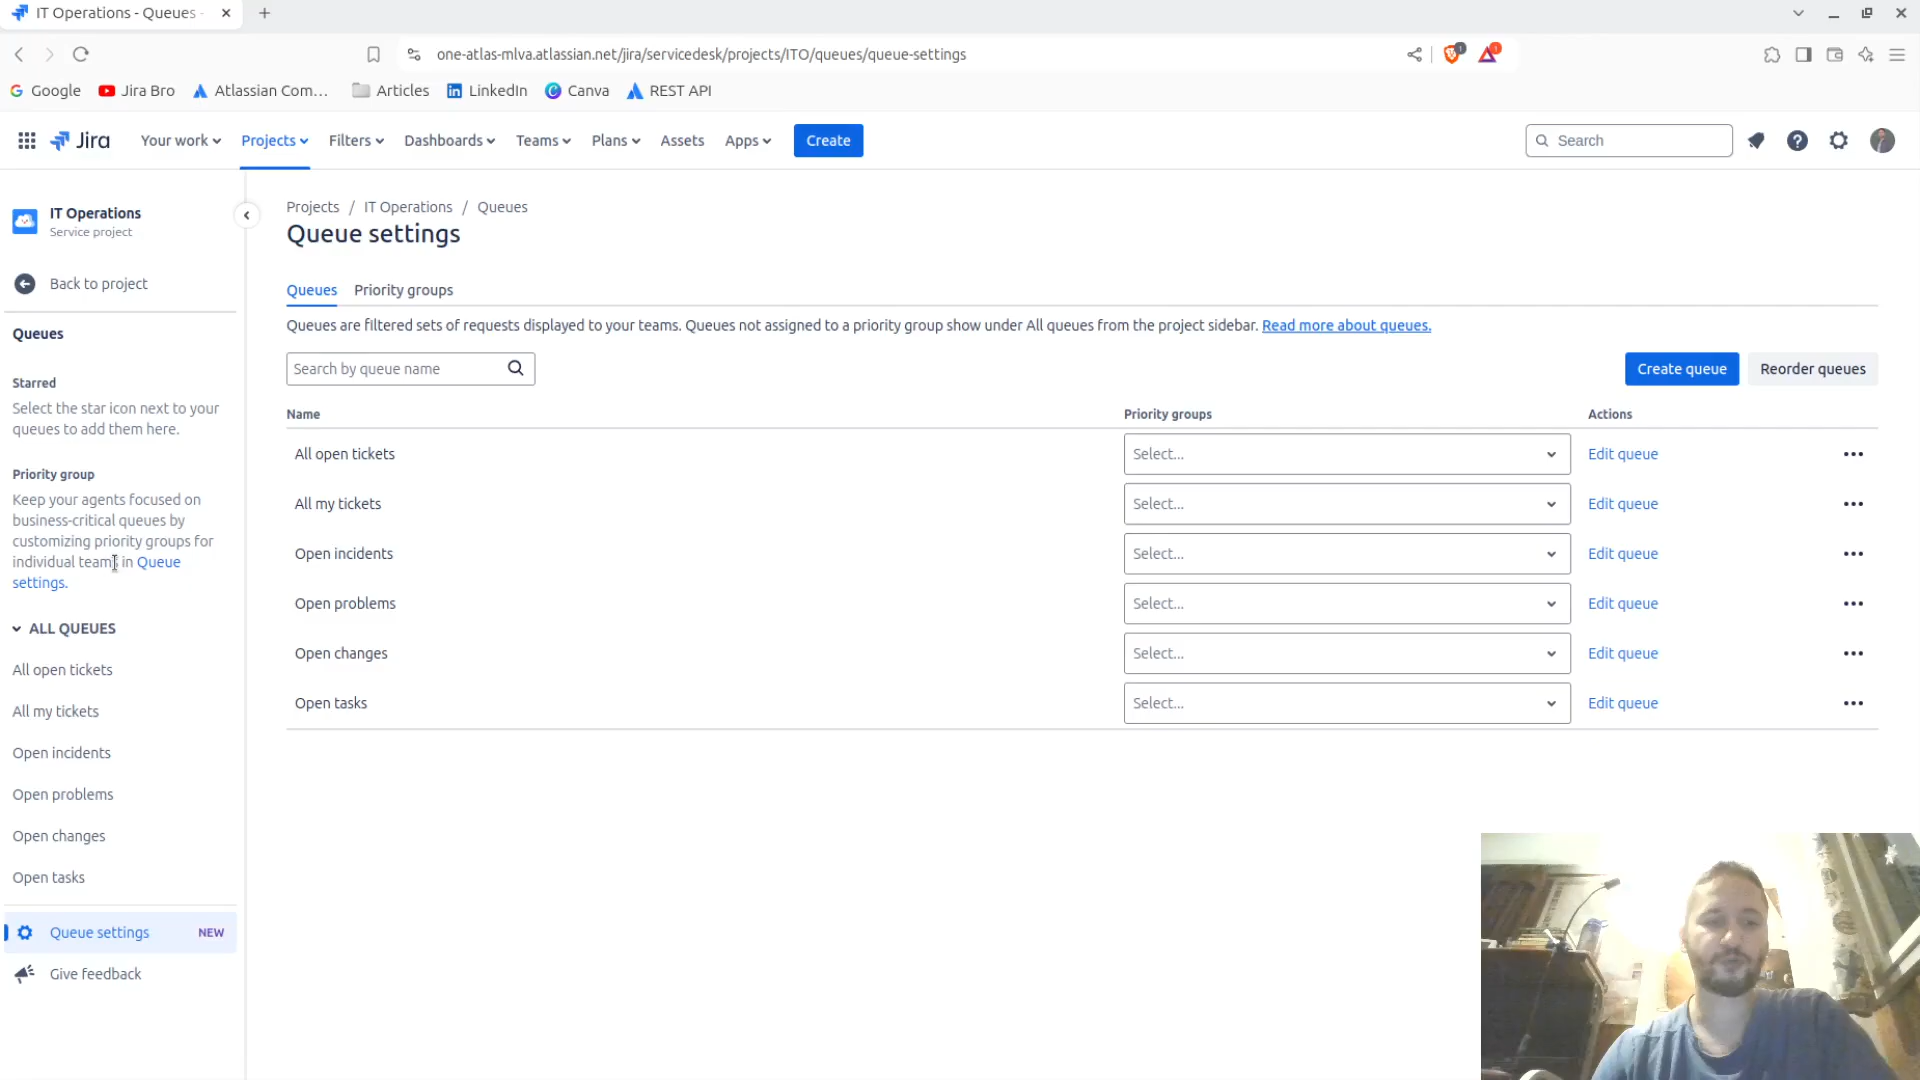 IT Operations - Queues -
one-atlas-mlva.atlassian.net/jira/servicedesk/projects/ITO/queues/queue-settings
1
1
Google
Jira Bro
Atlassian Com...
Articles
LinkedIn
Canva
REST API
Jira
Your work
Projects
Filters
Dashboards
Teams
Plans
Assets
Apps
Create
Search
IT Operations
Service project
Back to project
Queues
Starred
Select the star icon next to your
queues to add them here.
Priority group
Keep your agents focused on
business-critical queues by
customizing priority groups for
individual teams in Queue
settings.
ALL QUEUES
All open tickets
All my tickets
Open incidents
Open problems
Open changes
Open tasks
Queue settings NEW
Give feedback
Projects / IT Operations / Queues
Queue settings
Queues
Priority groups
Queues are filtered sets of requests displayed to your teams. Queues not assigned to a priority group show under All queues from the project sidebar. Read more about queues.
Search by queue name
Create queue
Reorder queues
Name Priority groups Actions
All open tickets Select... Edit queue
All my tickets Select... Edit queue
Open incidents Select... Edit queue
Open problems Select... Edit queue
Open changes Select... Edit queue
Open tasks Select... Edit queue